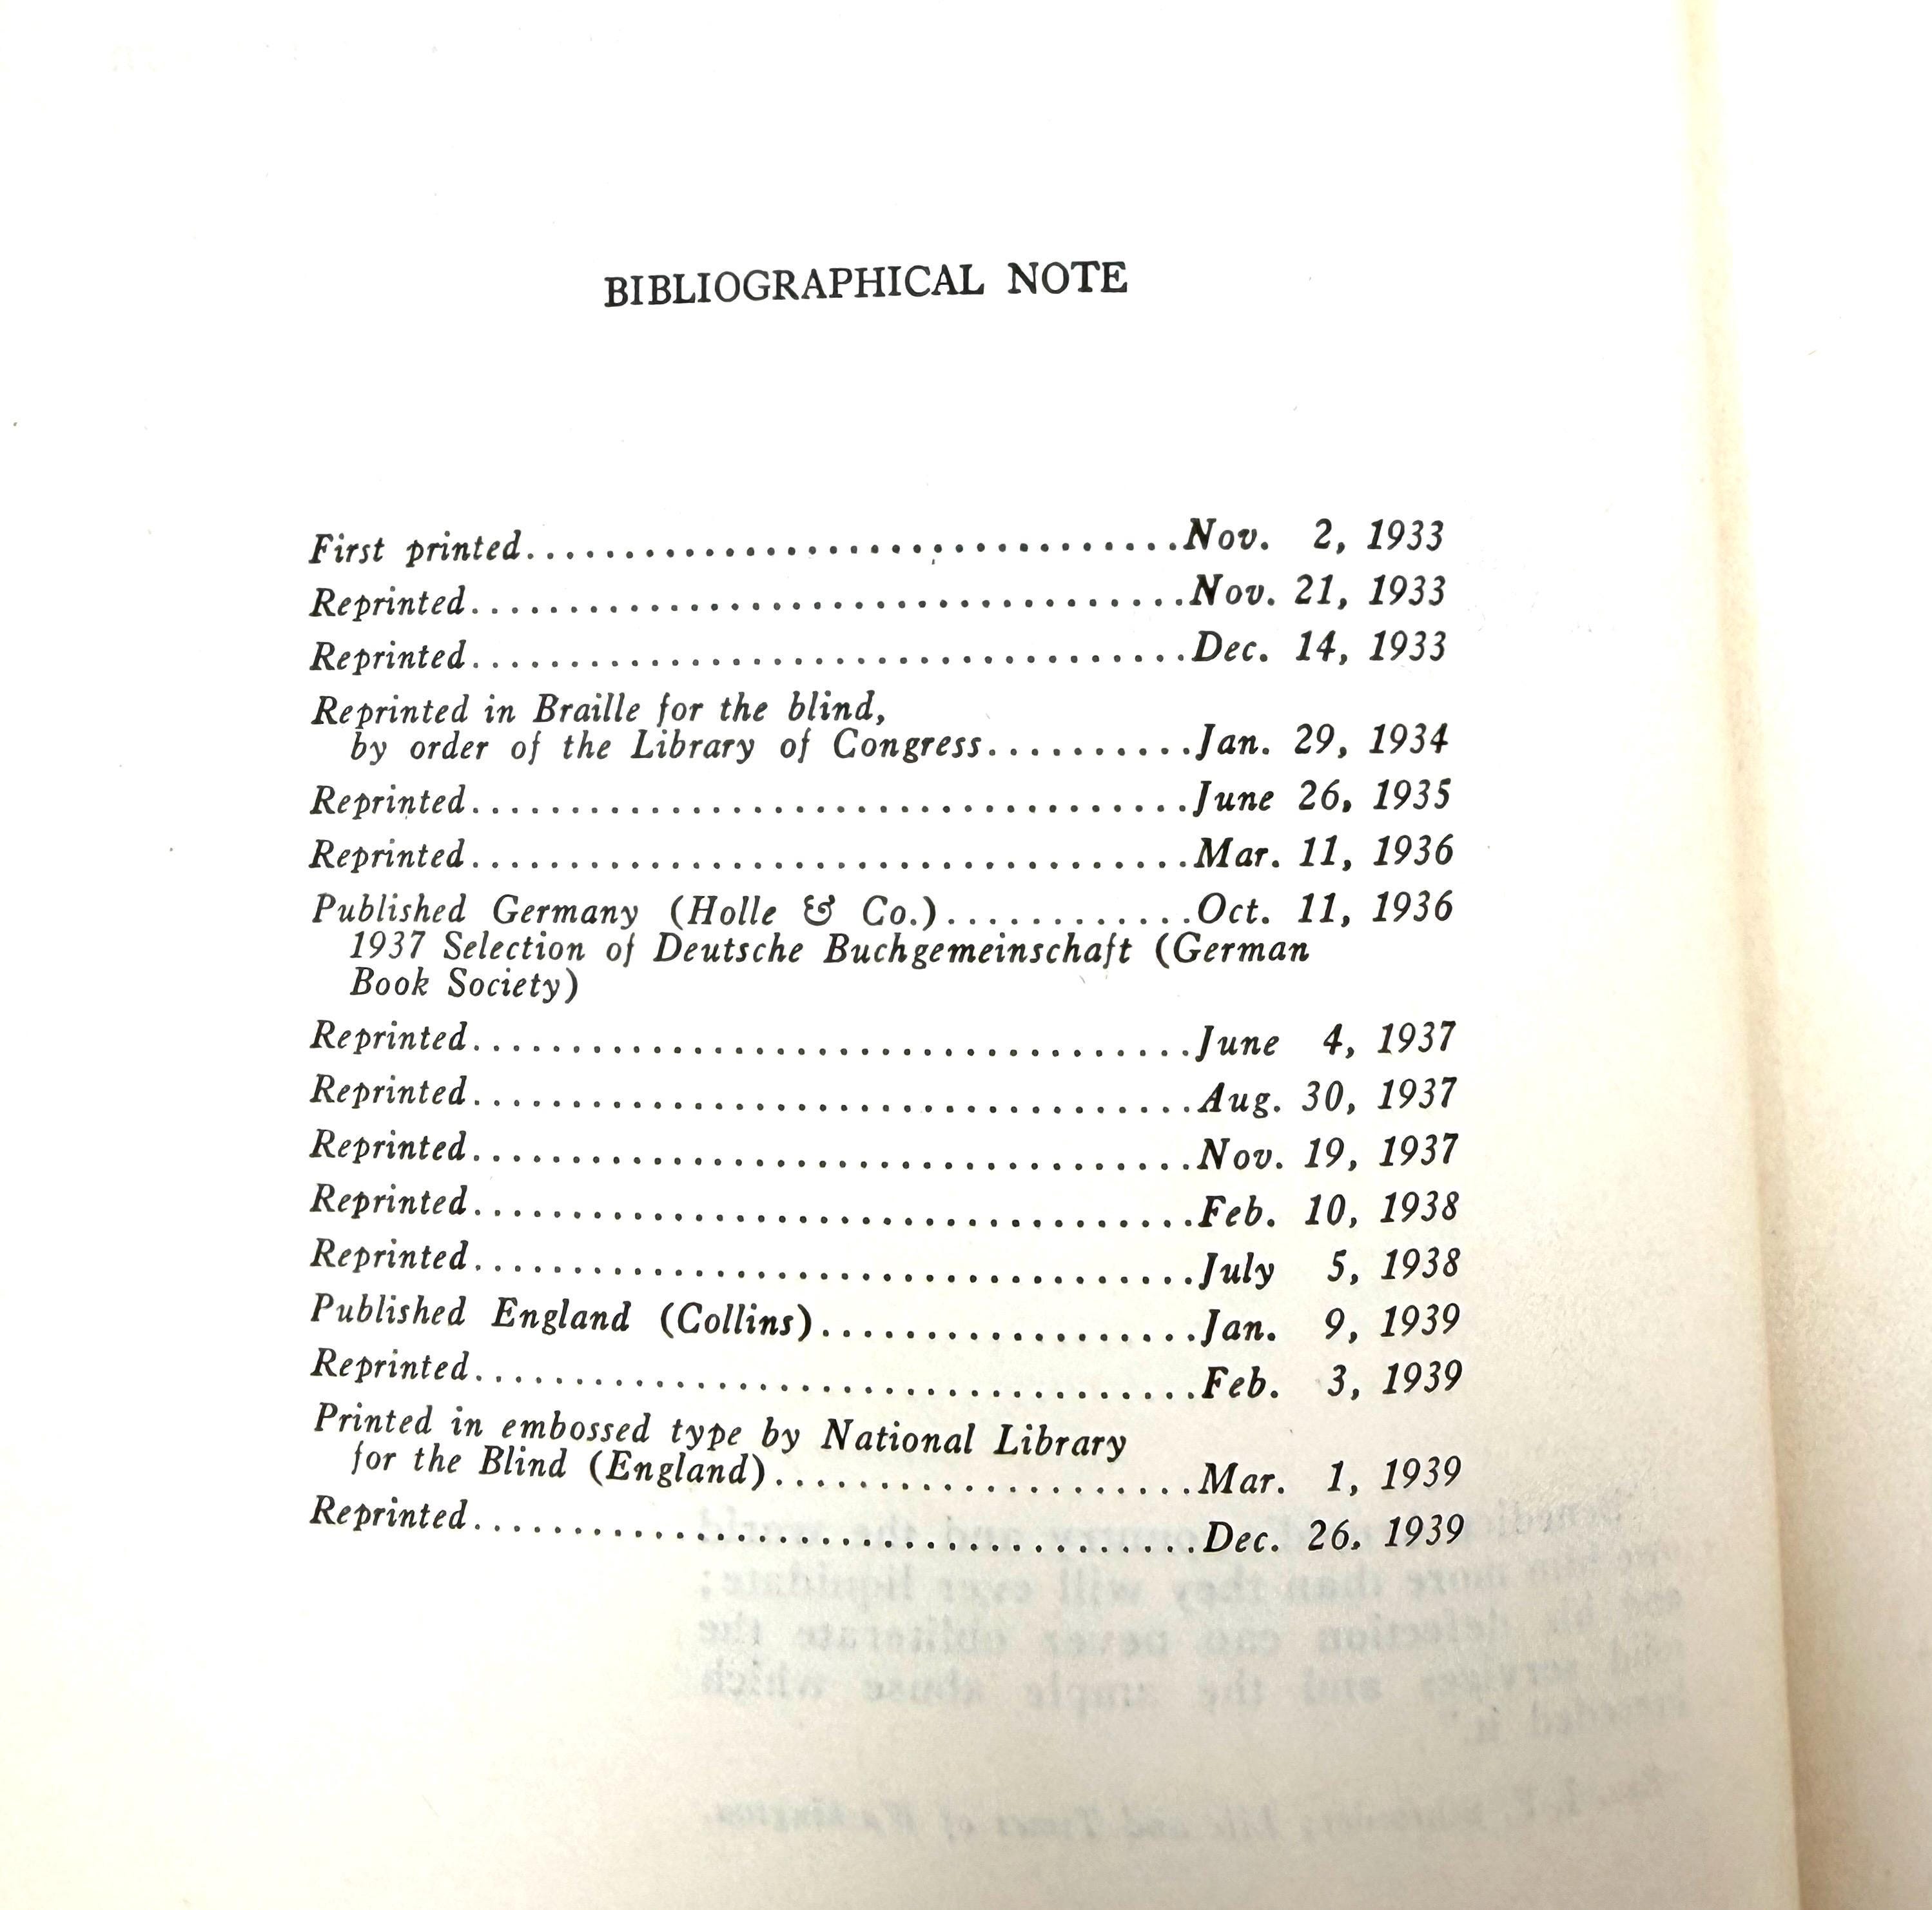 BIBLIOGRAPHICAL NOTE
First printed..................................Nov. 2, 1933
Reprinted.....................................Nov. 21, 1933
Reprinted.....................................Dec. 14, 1933
Reprinted in Braille for the blind,
by order of the Library of Congress...........Jan. 29, 1934
Reprinted.....................................June 26, 1935
Reprinted.....................................Mar. 11, 1936
Published Germany (Holle & Co.).............Oct. 11, 1936
1937 Selection of Deutsche Buchgemeinschaft (German
Book Society)
Reprinted.....................................June 4, 1937
Reprinted.....................................Aug. 30, 1937
Reprinted.....................................Nov. 19, 1937
Reprinted.....................................Feb. 10, 1938
Reprinted.....................................July 5, 1938
Published England (Collins)...................Jan. 9, 1939
Reprinted.....................................Feb. 3, 1939
Printed in embossed type by National Library
for the Blind (England).....................Mar. 1, 1939
Reprinted.....................................Dec. 26, 1939